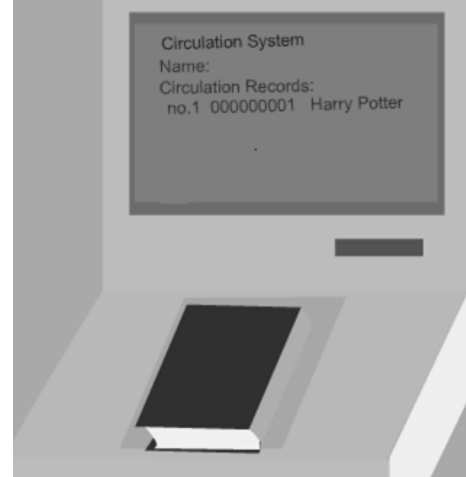 Circulation System
Name:
Circulation Records:
no.1 000000001 Harry Potter